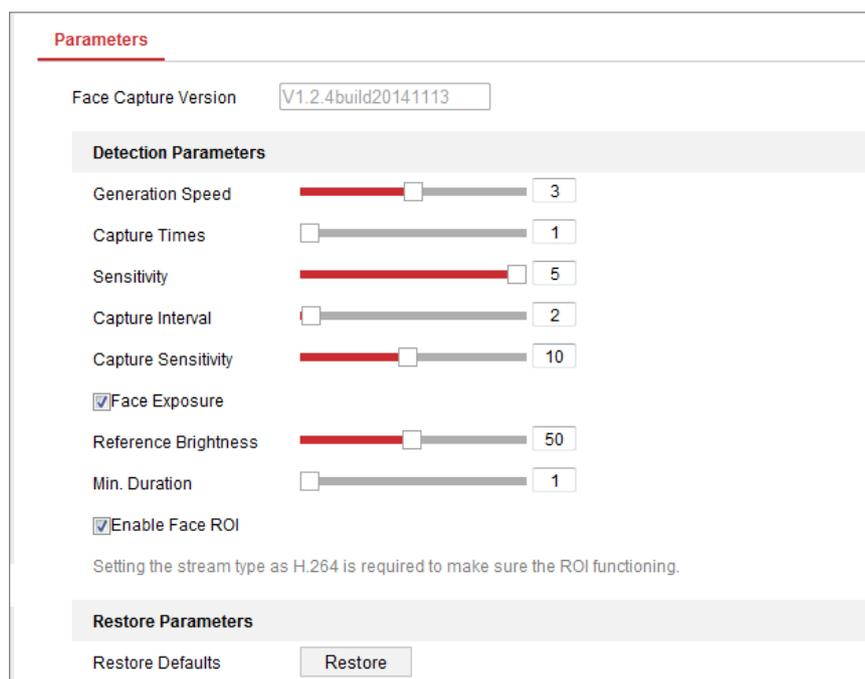 Parameters
Face Capture Version V1.2.4build20141113
Detection Parameters
Generation Speed 3
Capture Times 1
Sensitivity 5
Capture Interval 2
Capture Sensitivity 10
Face Exposure
Reference Brightness 50
Min. Duration 1
Enable Face ROI
Setting the stream type as H.264 is required to make sure the ROI functioning.
Restore Parameters
Restore Defaults Restore